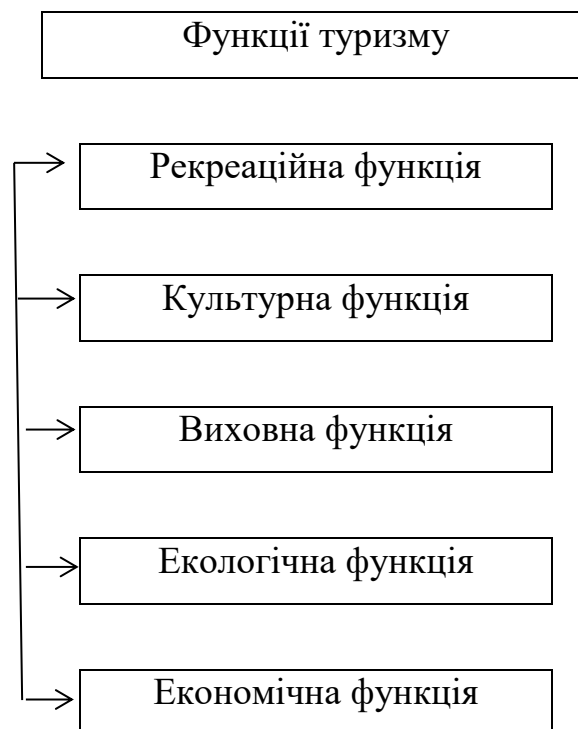 Функції туризму
Рекреаційна функція
Культурна функція
Виховна функція
Екологічна функція
Економічна функція